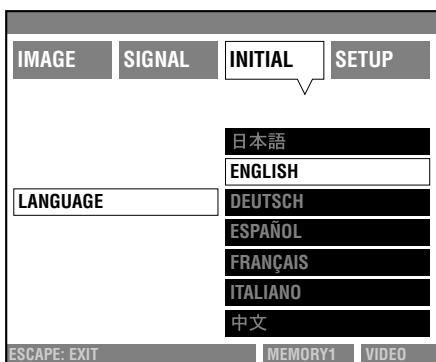 IMAGE SIGNAL INITIAL SETUP
日本語
ENGLISH
LANGUAGE DEUTSCH
ESPAÑOL
FRANÇAIS
ITALIANO
中文
ESCAPE: EXIT MEMORY1 VIDEO